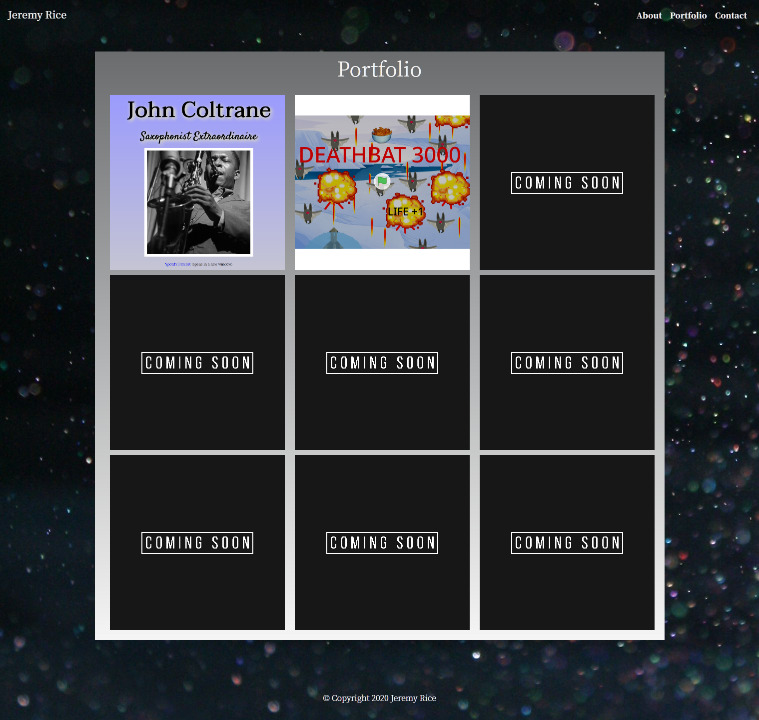 Jeremy Rice
About Portfolio Contact
Portfolio
John Coltrane
Saxophonist Extraordinaire
DEATHBAT 3000
LIFE +1
COMING SOON
COMING SOON
COMING SOON
COMING SOON
COMING SOON
COMING SOON
COMING SOON
© Copyright 2020 Jeremy Rice